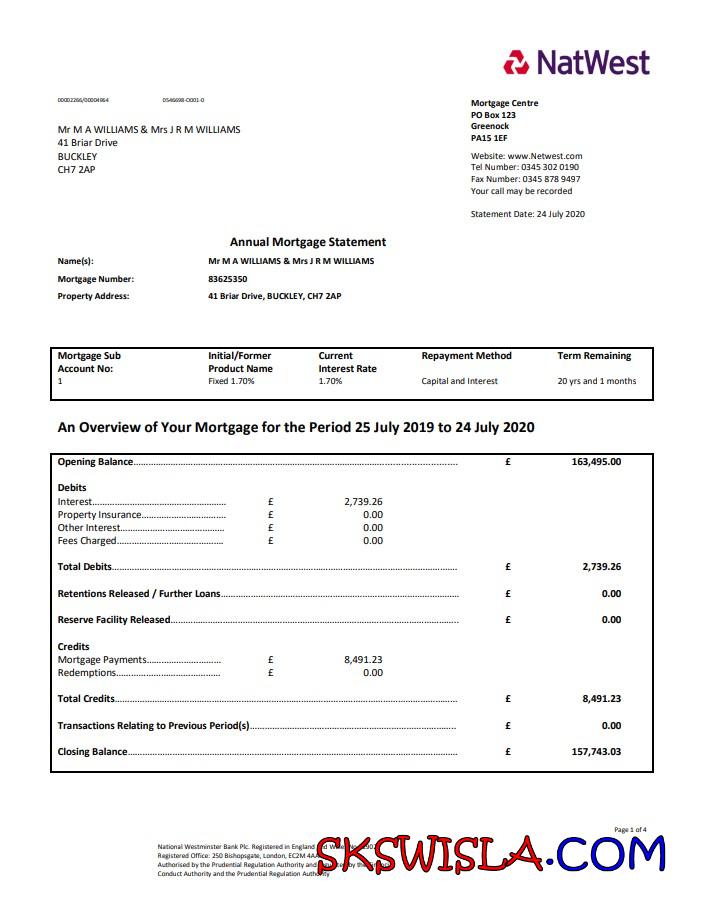 NatWest
00002266/00004964 0546698-O001-0
Mortgage Centre
PO Box 123
Greenock
PA15 1EF
Mr M A WILLIAMS & Mrs J R M WILLIAMS
41 Briar Drive
BUCKLEY
CH7 2AP
Website: www.Netwest.com
Tel Number: 0345 302 0190
Fax Number: 0345 878 9497
Your call may be recorded
Statement Date: 24 July 2020
Annual Mortgage Statement
Name(s): Mr M A WILLIAMS & Mrs J R M WILLIAMS
Mortgage Number: 83625350
Property Address: 41 Briar Drive, BUCKLEY, CH7 2AP
Mortgage Sub Initial/Former Current Repayment Method Term Remaining
Account No: Product Name Interest Rate
1 Fixed 1.70% 1.70% Capital and Interest 20 yrs and 1 months
An Overview of Your Mortgage for the Period 25 July 2019 to 24 July 2020
Opening Balance £ 163,495.00
Debits
Interest £ 2,739.26
Property Insurance £ 0.00
Other Interest £ 0.00
Fees Charged £ 0.00
Total Debits £ 2,739.26
Retentions Released / Further Loans £ 0.00
Reserve Facility Released £ 0.00
Credits
Mortgage Payments £ 8,491.23
Redemptions £ 0.00
Total Credits £ 8,491.23
Transactions Relating to Previous Period(s) £ 0.00
Closing Balance £ 157,743.03
Page 1 of 4
National Westminster Bank Plc. Registered in England
Registered Office: 250 Bishopsgate, London, EC2M
Authorised by the Prudential Regulation Authority and
Conduct Authority and the Prudential Regulation Authority
SKSWISLA.COM